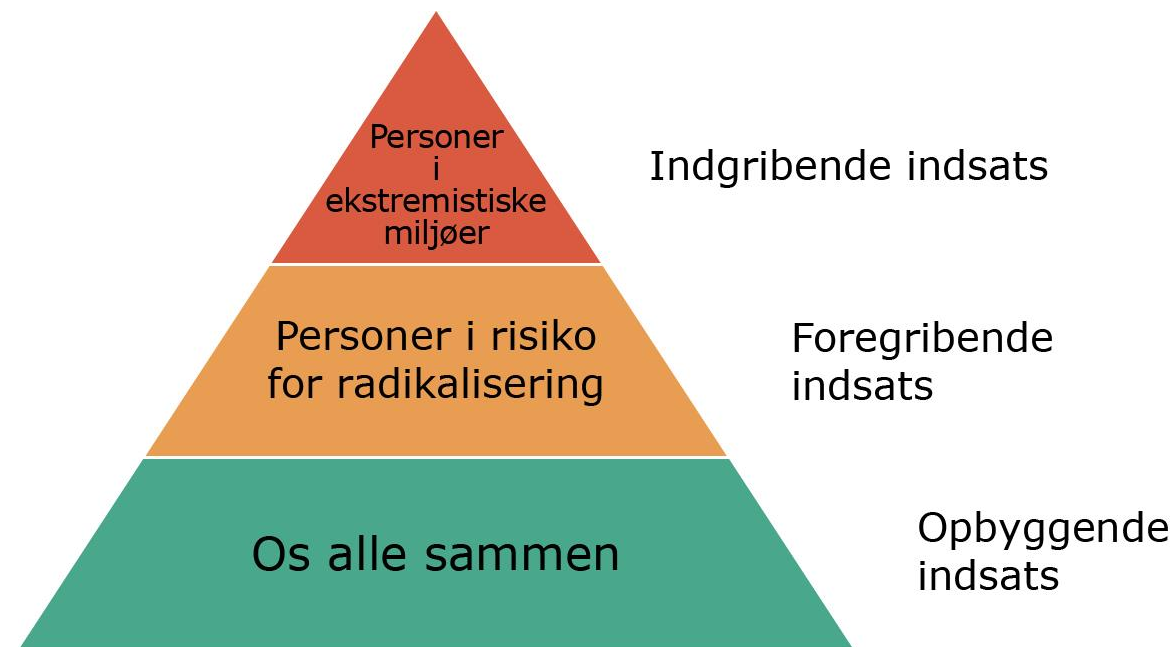 Personer
i
ekstremistiske
miljøer
Indgribende indsats
Personer i risiko
for radikalisering
Foregribende
indsats
Os alle sammen
Opbyggende
indsats